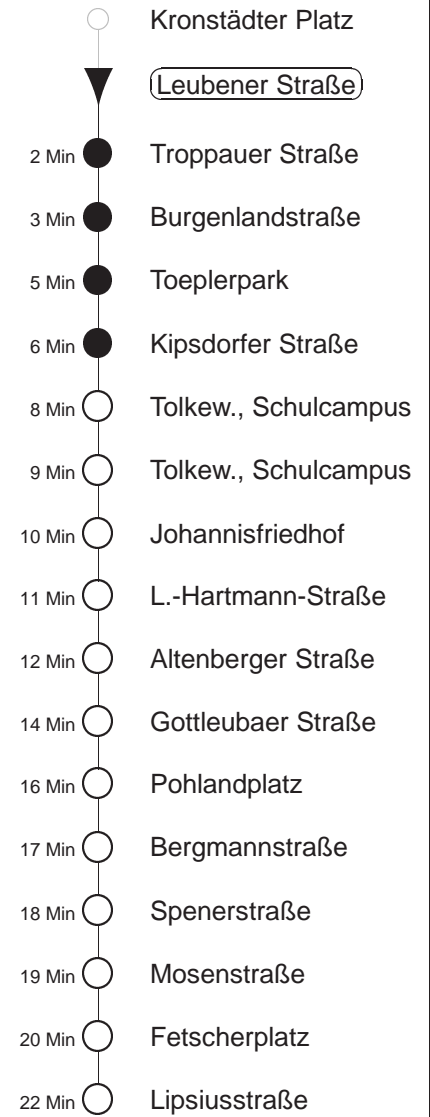 Kronstädter Platz
Leubener Straße
2 Min Troppauer Straße
3 Min Burgenlandstraße
5 Min Toeplerpark
6 Min Kipsdorfer Straße
8 Min Tolkew., Schulcampus
9 Min Tolkew., Schulcampus
10 Min Johannisfriedhof
11 Min L.-Hartmann-Straße
12 Min Altenberger Straße
14 Min Gottleubaer Straße
16 Min Pohlandplatz
17 Min Bergmannstraße
18 Min Spenerstraße
19 Min Mosenstraße
20 Min Fetscherplatz
22 Min Lipsiusstraße